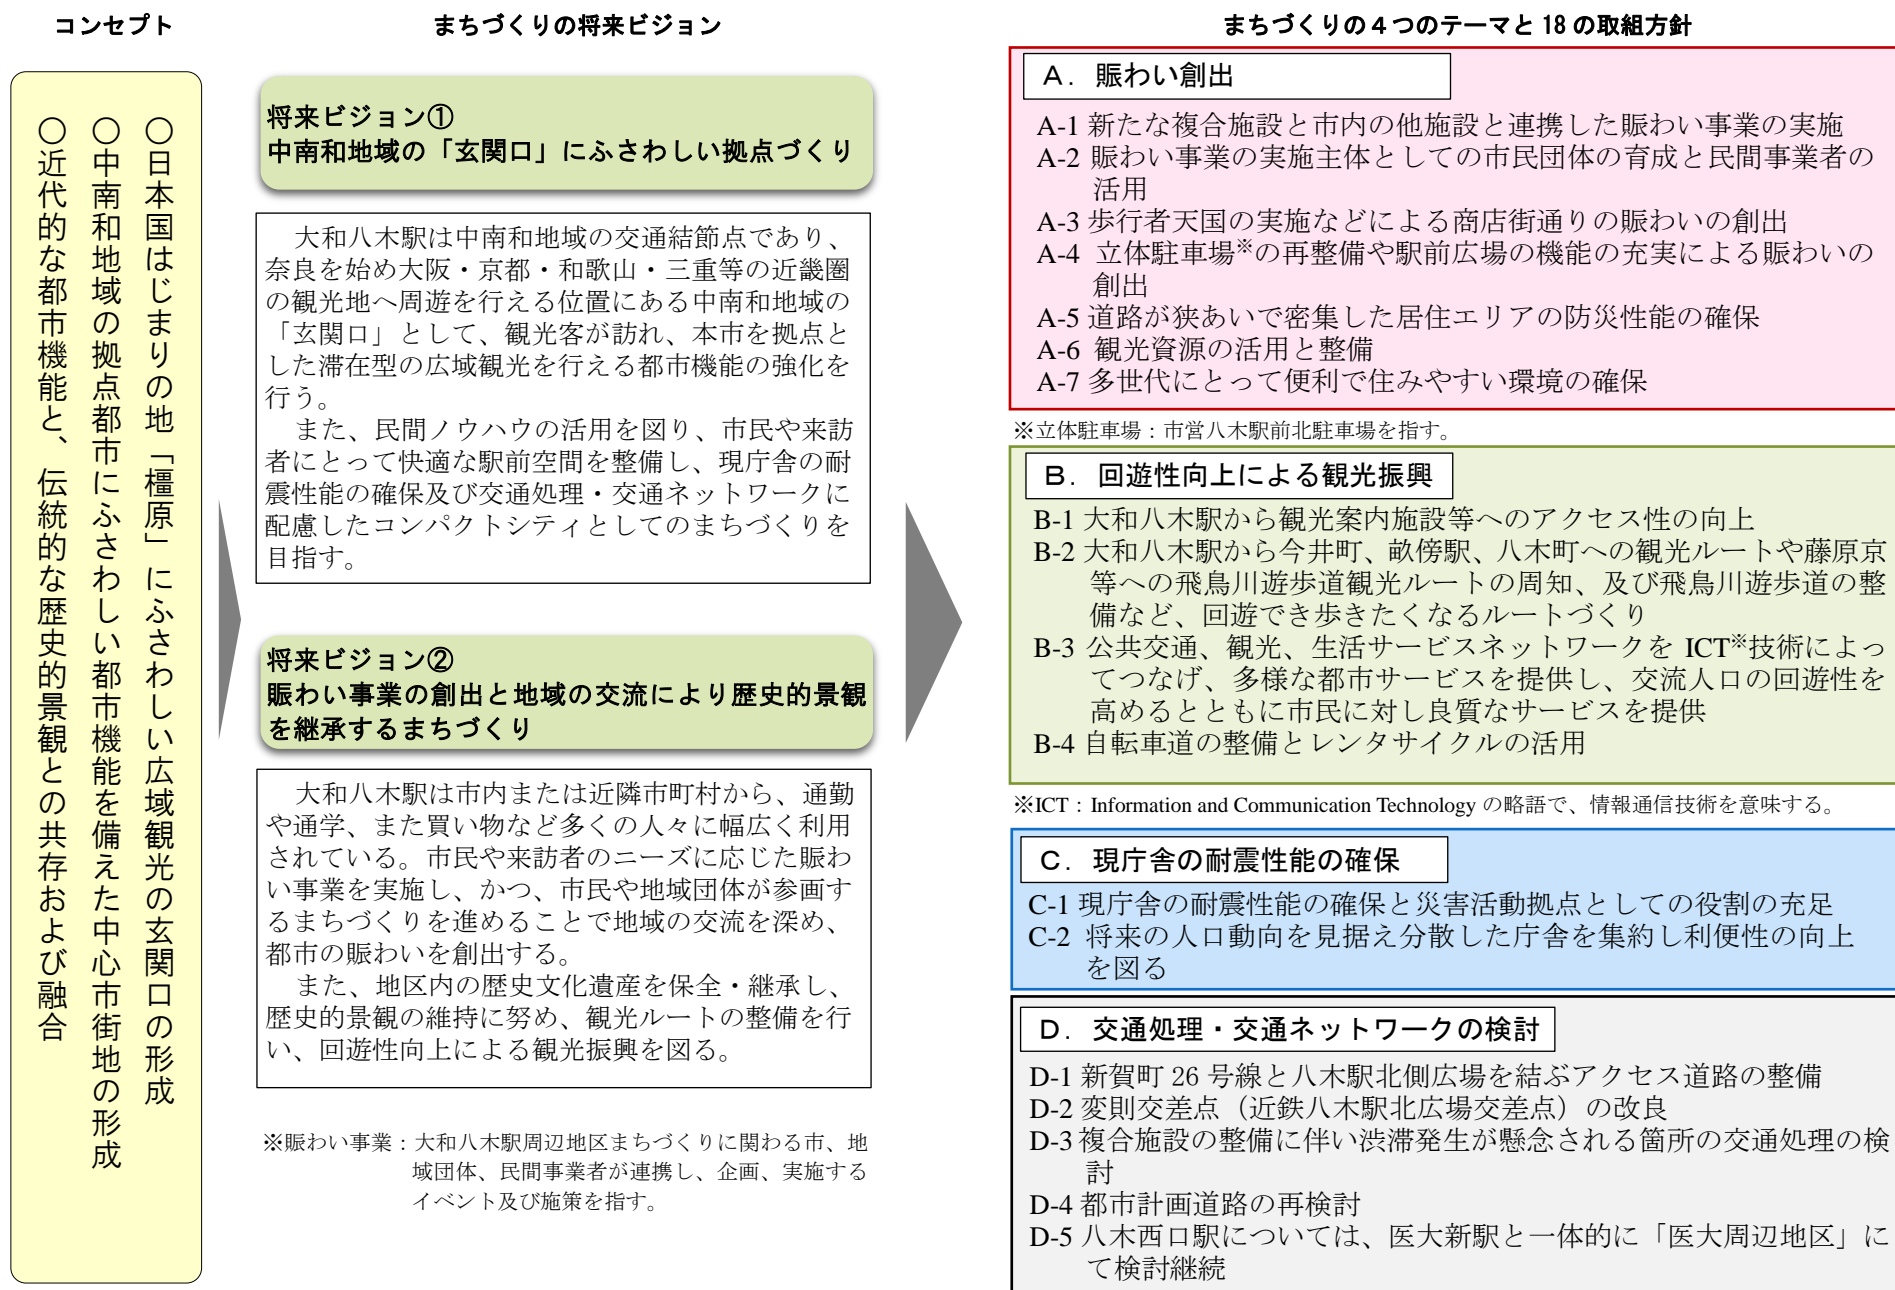 コンセプト
まちづくりの将来ビジョン
まちづくりの４つのテーマと 18 の取組方針
〇日本国はじまりの地「橿原」にふさわしい広域観光の玄関口の形成
〇中南和地域の拠点都市にふさわしい都市機能を備えた中心市街地の形成
〇近代的な都市機能と、伝統的な歴史的景観との共存および融合
将来ビジョン①
中南和地域の「玄関口」にふさわしい拠点づくり
大和八木駅は中南和地域の交通結節点であり、
奈良を始め大阪・京都・和歌山・三重等の近畿圏
の観光地へ周遊を行える位置にある中南和地域の
「玄関口」として、観光客が訪れ、本市を拠点と
した滞在型の広域観光を行える都市機能の強化を
行う。
また、民間ノウハウの活用を図り、市民や来訪
者にとって快適な駅前空間を整備し、現庁舎の耐
震性能の確保及び交通処理・交通ネットワークに
配慮したコンパクトシティとしてのまちづくりを
目指す。
将来ビジョン②
賑わい事業の創出と地域の交流により歴史的景観
を継承するまちづくり
大和八木駅は市内または近隣市町村から、通勤
や通学、また買い物など多くの人々に幅広く利用
されている。市民や来訪者のニーズに応じた賑わ
い事業を実施し、かつ、市民や地域団体が参画す
るまちづくりを進めることで地域の交流を深め、
都市の賑わいを創出する。
また、地区内の歴史文化遺産を保全・継承し、
歴史的景観の維持に努め、観光ルートの整備を行
い、回遊性向上による観光振興を図る。
※賑わい事業：大和八木駅周辺地区まちづくりに関わる市、地
域団体、民間事業者が連携し、企画、実施する
イベント及び施策を指す。
Ａ．賑わい創出
A-1 新たな複合施設と市内の他施設と連携した賑わい事業の実施
A-2 賑わい事業の実施主体としての市民団体の育成と民間事業者の
活用
A-3 歩行者天国の実施などによる商店街通りの賑わいの創出
A-4 立体駐車場※の再整備や駅前広場の機能の充実による賑わいの
創出
A-5 道路が狭あいで密集した居住エリアの防災性能の確保
A-6 観光資源の活用と整備
A-7 多世代にとって便利で住みやすい環境の確保
※立体駐車場：市営八木駅前北駐車場を指す。
Ｂ．回遊性向上による観光振興
B-1 大和八木駅から観光案内施設等へのアクセス性の向上
B-2 大和八木駅から今井町、畝傍駅、八木町への観光ルートや藤原京
等への飛鳥川遊歩道観光ルートの周知、及び飛鳥川遊歩道の整
備など、回遊でき歩きたくなるルートづくり
B-3 公共交通、観光、生活サービスネットワークを ICT※技術によっ
てつなげ、多様な都市サービスを提供し、交流人口の回遊性を
高めるとともに市民に対し良質なサービスを提供
B-4 自転車道の整備とレンタサイクルの活用
※ICT：Information and Communication Technology の略語で、情報通信技術を意味する。
Ｃ．現庁舎の耐震性能の確保
C-1 現庁舎の耐震性能の確保と災害活動拠点としての役割の充足
C-2 将来の人口動向を見据え分散した庁舎を集約し利便性の向上
を図る
Ｄ．交通処理・交通ネットワークの検討
D-1 新賀町 26 号線と八木駅北側広場を結ぶアクセス道路の整備
D-2 変則交差点（近鉄八木駅北広場交差点）の改良
D-3 複合施設の整備に伴い渋滞発生が懸念される箇所の交通処理の検
討
D-4 都市計画道路の再検討
D-5 八木西口駅については、医大新駅と一体的に「医大周辺地区」に
て検討継続